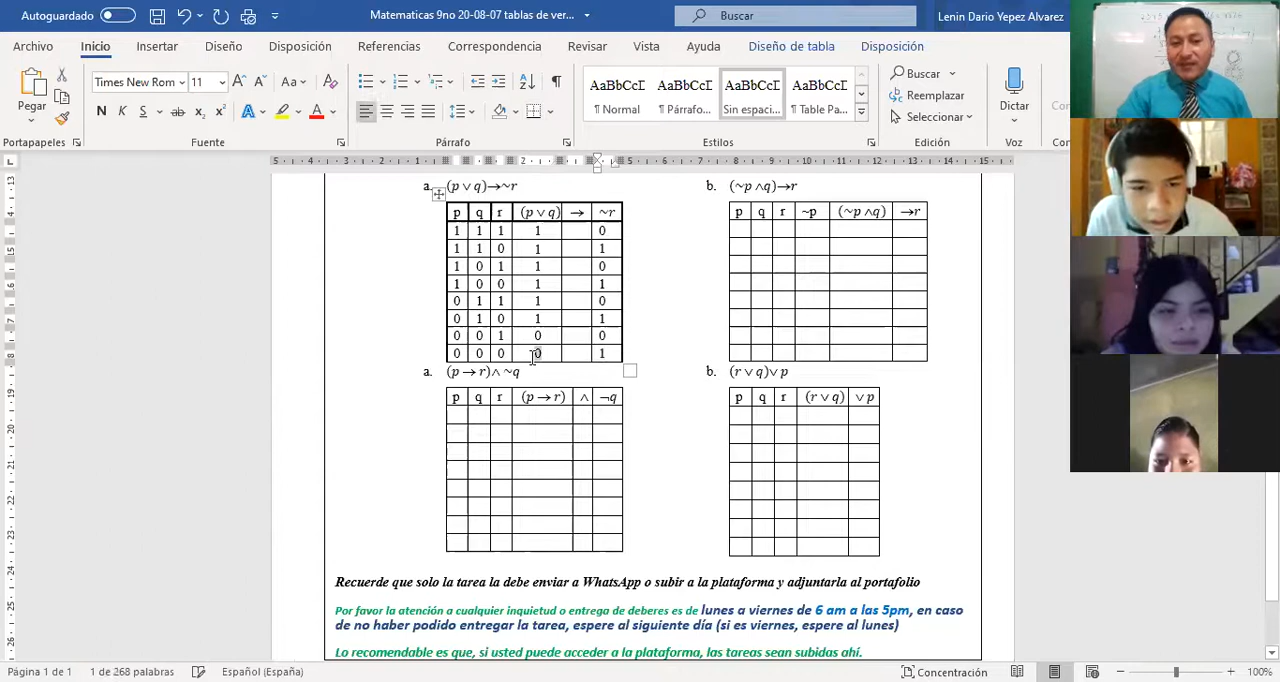 Autoguardado
Matematicas 9no 20-08-07 tablas de ver...
Buscar
Lenin Dario Yepez Alvarez
Archivo Inicio Insertar Diseño Disposición Referencias Correspondencia Revisar Vista Ayuda Diseño de tabla Disposición
Times New Rom 11
Pegar
N K S ab x₂ x²
AaBbCcI AaBbCcI AaBbCcI AaBbCcD
¶ Normal ¶ Párrafo... Sin espaci... ¶ Table Pa...
Buscar
Reemplazar
Seleccionar
Dictar
Portapapeles Fuente Párrafo Estilos Edición Voz
a. (p ∨ q)→~r
b. (~p ∧q)→r
p q r (p ∨ q) → ~r
1 1 1 1 0
1 1 0 1 1
1 0 1 1 0
1 0 0 1 1
0 1 1 1 0
0 1 0 1 1
0 0 1 0 0
0 0 0 0 1
p q r ~p (~p ∧q) →r
a. (p → r)∧ ~q
b. (r ∨ q)∨ p
p q r (p → r) ∧ ¬q
p q r (r ∨ q) ∨ p
Recuerde que solo la tarea la debe enviar a WhatsApp o subir a la plataforma y adjuntarla al portafolio
Por favor la atención a cualquier inquietud o entrega de deberes es de lunes a viernes de 6 am a las 5pm, en caso
de no haber podido entregar la tarea, espere al siguiente día (si es viernes, espere al lunes)
Lo recomendable es que, si usted puede acceder a la plataforma, las tareas sean subidas ahí.
Página 1 de 1 1 de 268 palabras Español (España) Concentración 100%